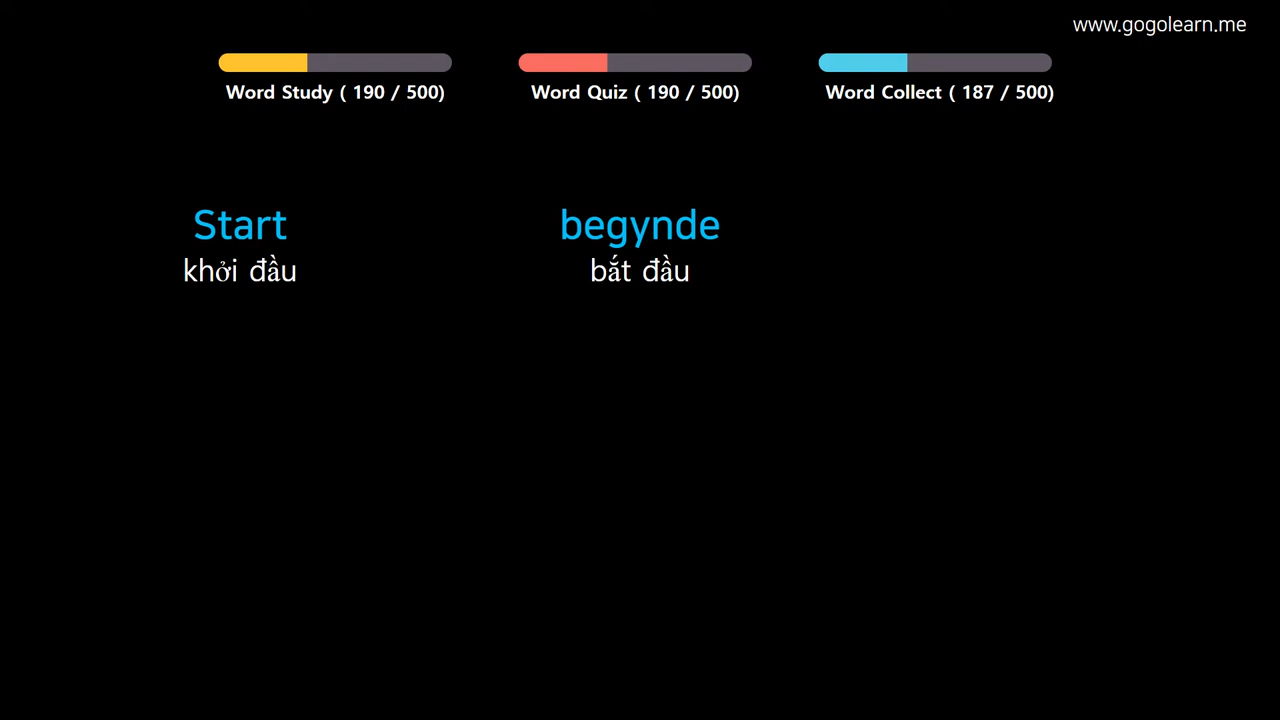 www.gogolearn.me
Word Study ( 190 / 500)
Word Quiz ( 190 / 500)
Word Collect ( 187 / 500)
Start
begynde
khởi đầu
bắt đầu